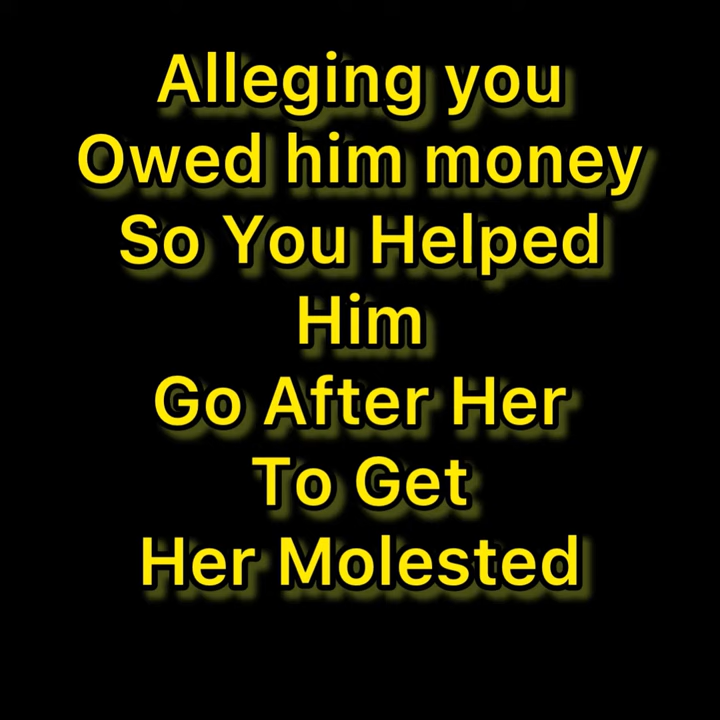 Alleging you
Owed him money
So You Helped
Him
Go After Her
To Get
Her Molested